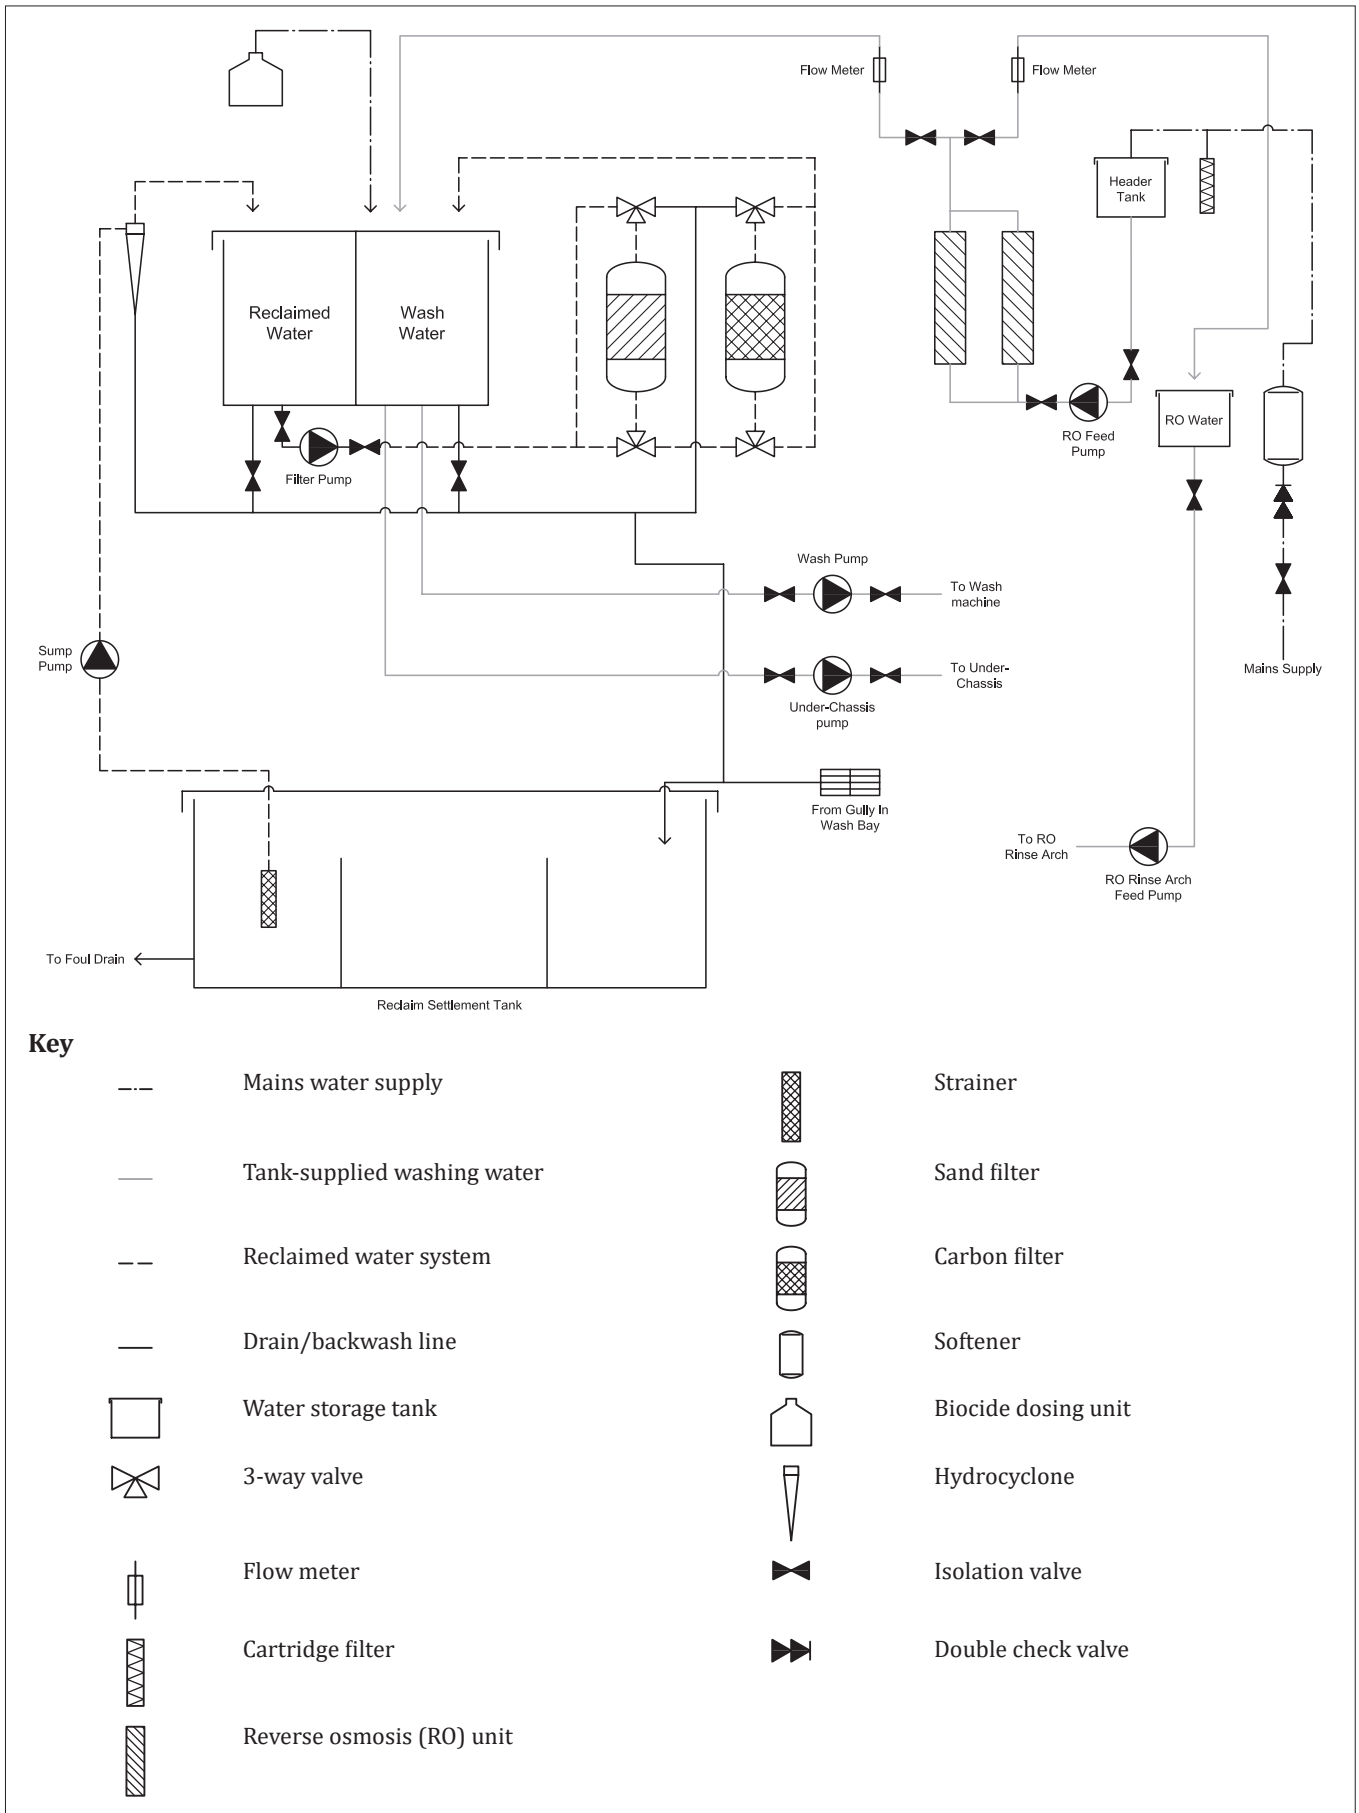 Flow Meter
Flow Meter
Header
Tank
Reclaimed
Water
Wash
Water
RO Feed
Pump
RO Water
Filter Pump
Wash Pump
To Wash
machine
Sump
Pump
Under-Chassis
pump
To Under-
Chassis
Mains Supply
From Gully In
Wash Bay
To RO
Rinse Arch
RO Rinse Arch
Feed Pump
To Foul Drain
Reclaim Settlement Tank
Key
Mains water supply
Strainer
Tank-supplied washing water
Sand filter
Reclaimed water system
Carbon filter
Drain/backwash line
Softener
Water storage tank
Biocide dosing unit
3-way valve
Hydrocyclone
Flow meter
Isolation valve
Cartridge filter
Double check valve
Reverse osmosis (RO) unit